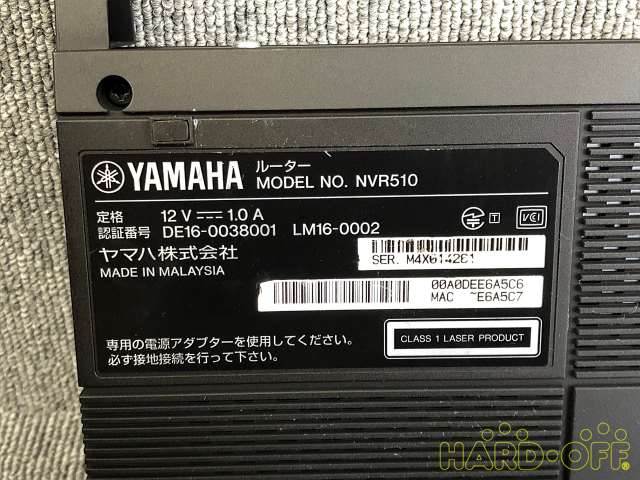 YAMAHA
ルーター
MODEL NO. NVR510
定格 12 V 1.0 A
認証番号 DE16-0038001 LM16-0002
T
VCI
ヤマハ株式会社
MADE IN MALAYSIA
SER. M4X0142C1
00A0DEE6A5C6
MAC ~E6A5C7
専用の電源アダプターを使用してください。
必ず接地接続を行って下さい。
CLASS 1 LASER PRODUCT
HARD-OFF